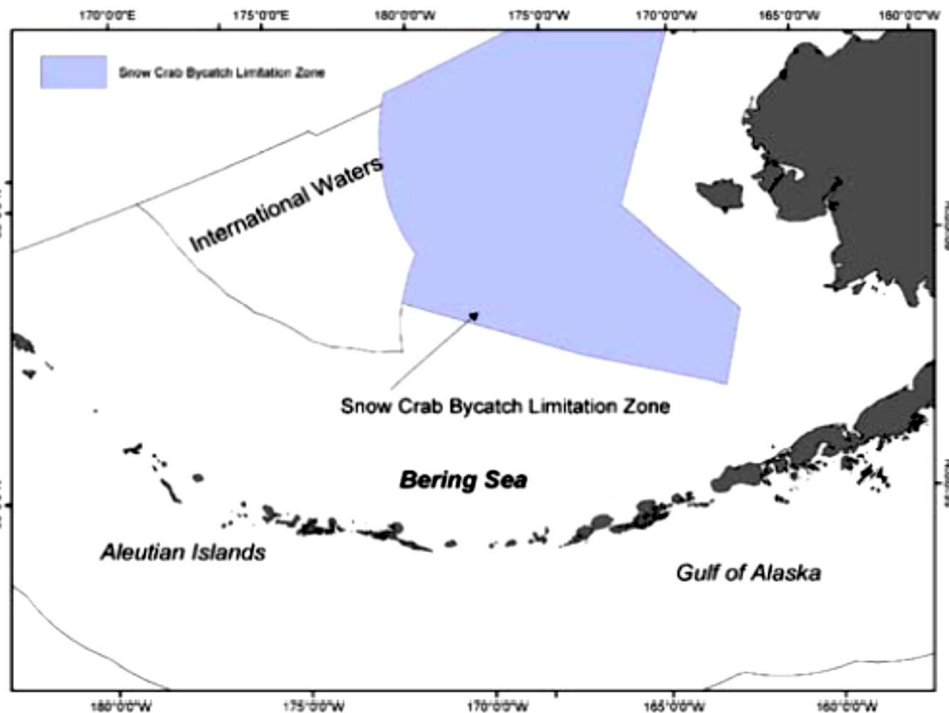 170°0'0"E 175°0'0"E 180°0'0"W 175°0'0"W 170°0'0"W 165°0'0"W 160°0'0"W
Snow Crab Bycatch Limitation Zone
International Waters
Snow Crab Bycatch Limitation Zone
Bering Sea
Aleutian Islands
Gulf of Alaska
180°0'0"W 175°0'0"W 170°0'0"W 165°0'0"W 160°0'0"W